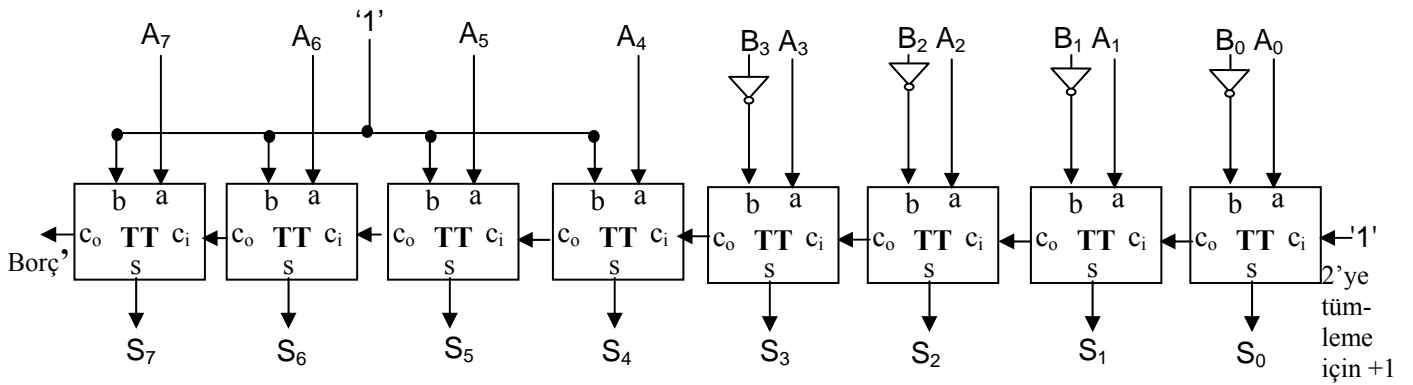 A₇ A₆ ‘1’ A₅ A₄ B₃ A₃ B₂ A₂ B₁ A₁ B₀ A₀
b a b a b a b a b a b a b a b a
cₒ TT cᵢ cₒ TT cᵢ cₒ TT cᵢ cₒ TT cᵢ cₒ TT cᵢ cₒ TT cᵢ cₒ TT cᵢ cₒ TT cᵢ '1'
Borç’
s s s s s s s s
2’ye
tüm-
leme
için +1
S₇ S₆ S₅ S₄ S₃ S₂ S₁ S₀